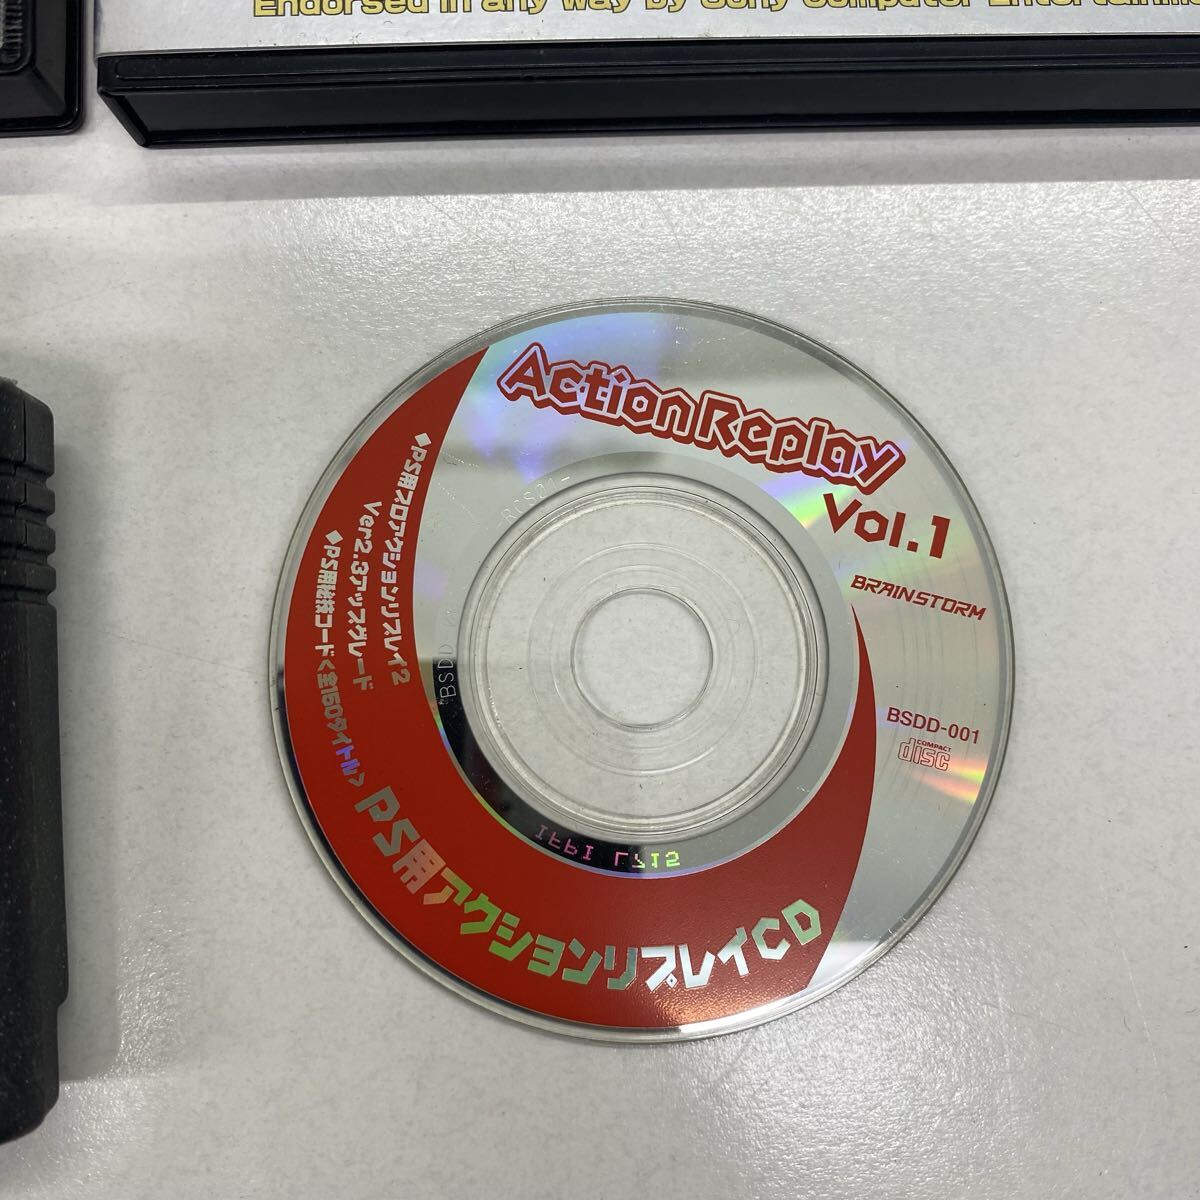 Endorsed in any way by Sony Computer Entertainme
Action Replay
Vol.1
BRAINSTORM
BSDD-001
COMPACT
disc
◆PS用プロアクションリプレイ2
Ver2.3アップグレード
◆PS用秘技コード<全150タイトル>
PS用アクションリプレイCD
BSDD
IFPI L